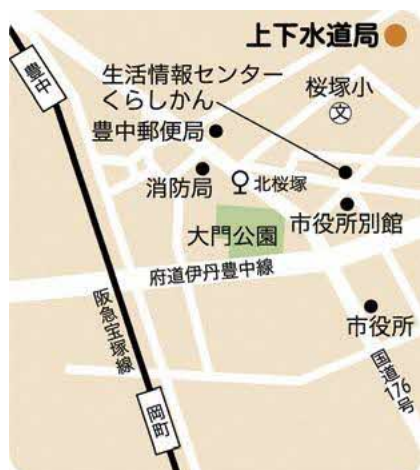 上下水道局
豊中
生活情報センター
くらしかん
桜塚小
文
豊中郵便局
消防局
北桜塚
市役所別館
大門公園
府道伊丹豊中線
阪急宝塚線
市役所
国道176号
岡町